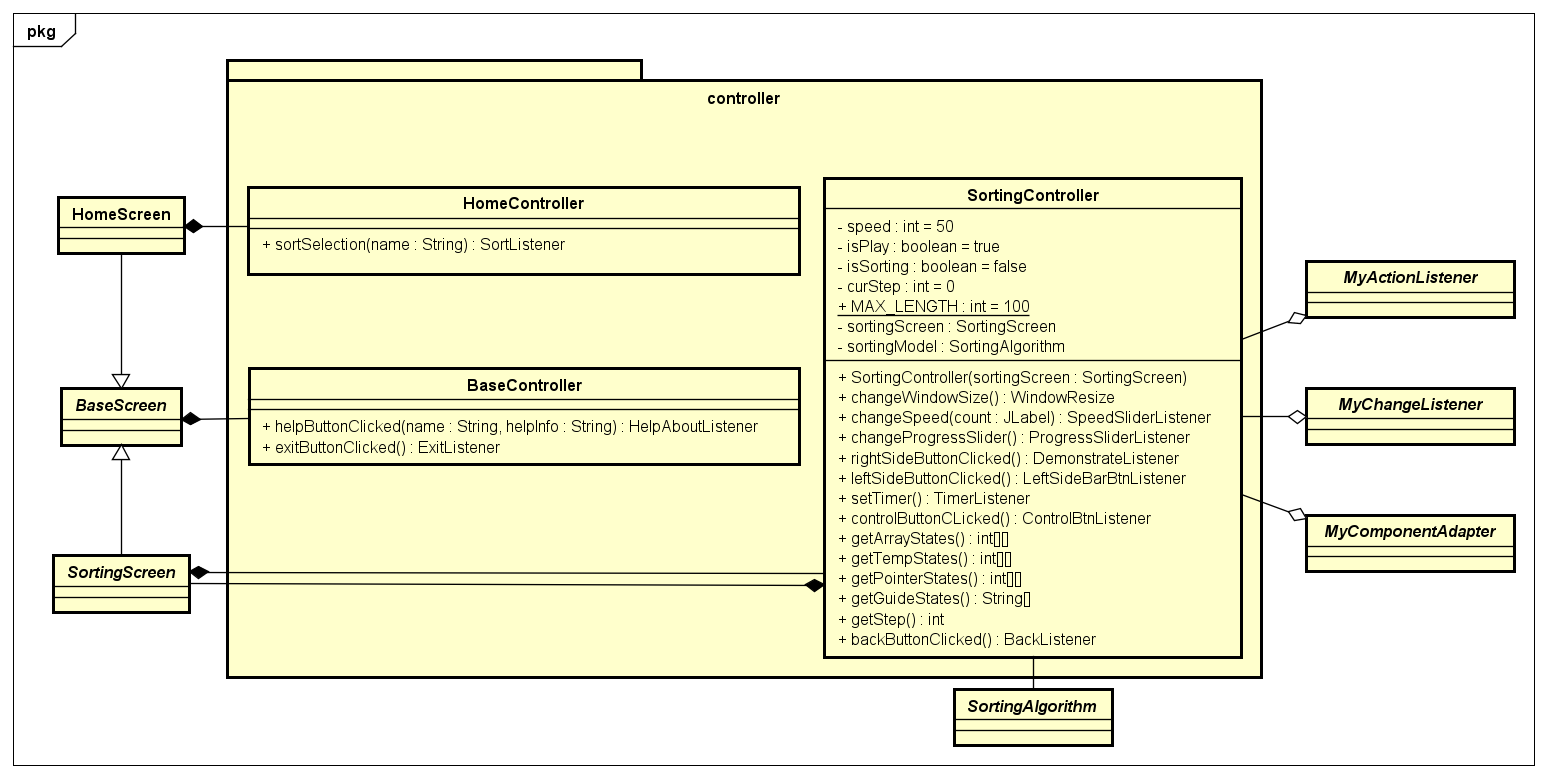 pkg
controller
HomeScreen
HomeController
+ sortSelection(name : String) : SortListener
BaseScreen
BaseController
+ helpButtonClicked(name : String, helpInfo : String) : HelpAboutListener
+ exitButtonClicked() : ExitListener
SortingScreen
SortingController
- speed : int = 50
- isPlay : boolean = true
- isSorting : boolean = false
- curStep : int = 0
+ MAX_LENGTH : int = 100
- sortingScreen : SortingScreen
- sortingModel : SortingAlgorithm
+ SortingController(sortingScreen : SortingScreen)
+ changeWindowSize() : WindowResize
+ changeSpeed(count : JLabel) : SpeedSliderListener
+ changeProgressSlider() : ProgressSliderListener
+ rightSideButtonClicked() : DemonstrateListener
+ leftSideButtonClicked() : LeftSideBarBtnListener
+ setTimer() : TimerListener
+ controlButtonCLicked() : ControlBtnListener
+ getArrayStates() : int[][]
+ getTempStates() : int[][]
+ getPointerStates() : int[][]
+ getGuideStates() : String[]
+ getStep() : int
+ backButtonClicked() : BackListener
MyActionListener
MyChangeListener
MyComponentAdapter
SortingAlgorithm